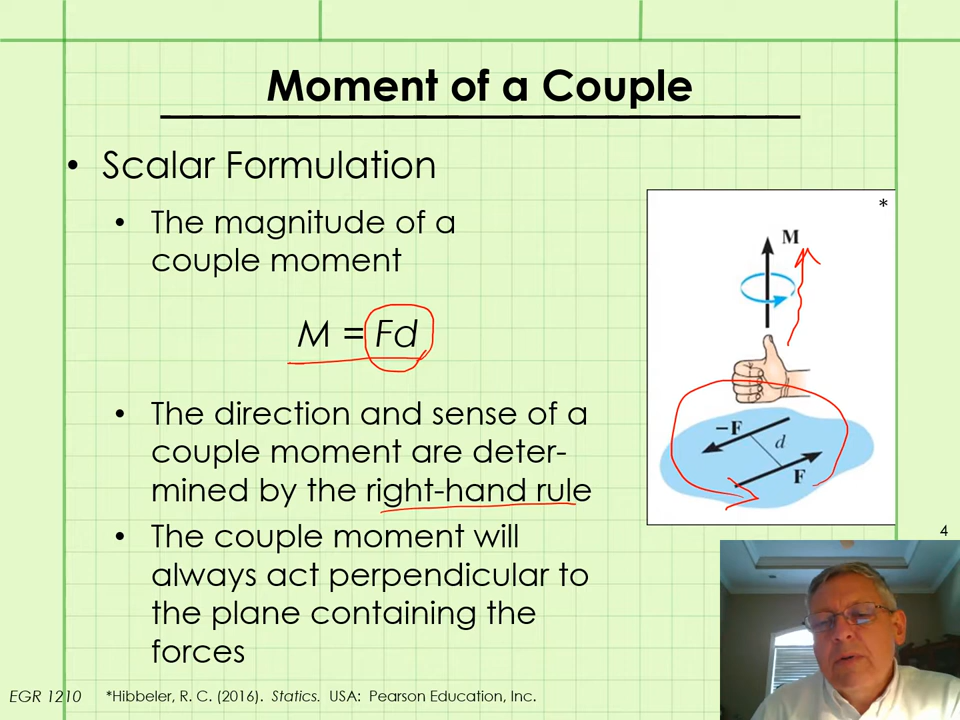 Moment of a Couple
• Scalar Formulation
• The magnitude of a
couple moment
M = Fd
• The direction and sense of a
couple moment are deter-
mined by the right-hand rule
• The couple moment will
always act perpendicular to
the plane containing the
forces
*
M
–F
d
F
4
EGR 1210
*Hibbeler, R. C. (2016). Statics. USA: Pearson Education, Inc.